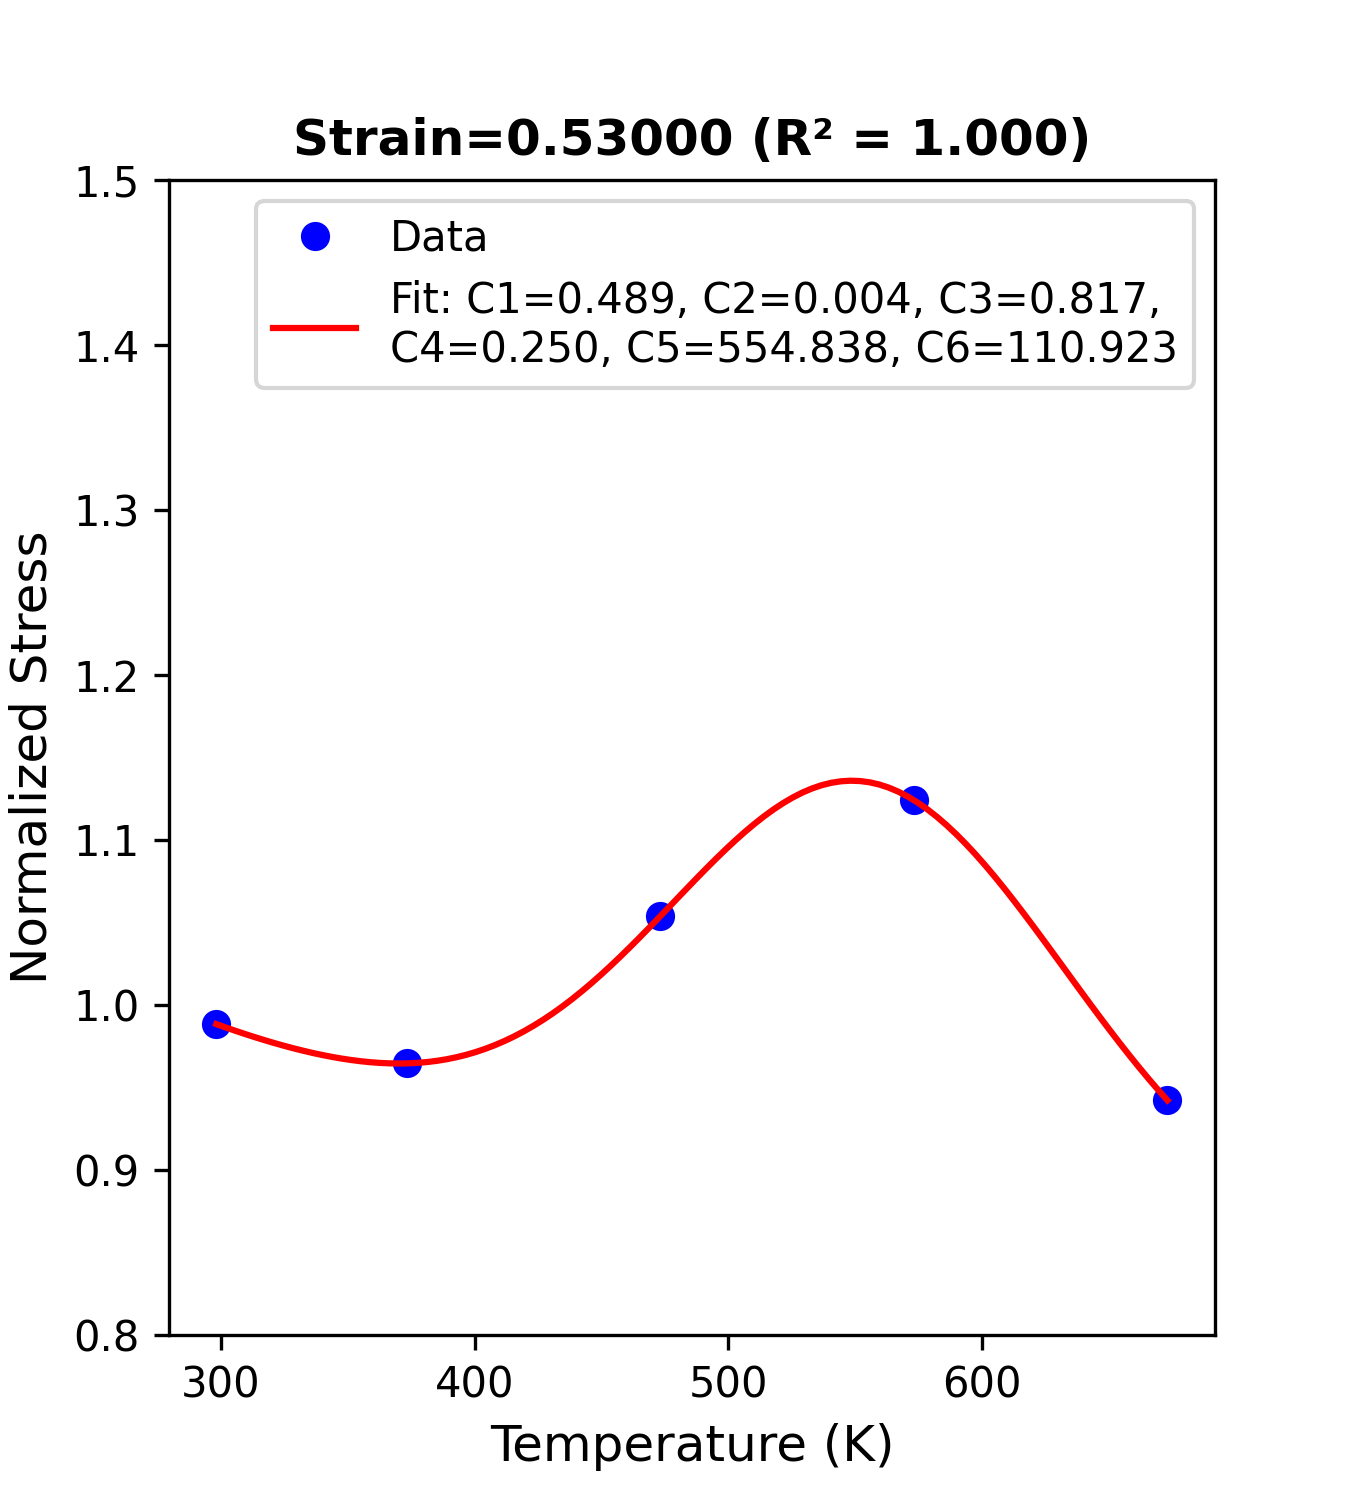 Strain=0.53000 (R² = 1.000)
Data
Fit: C1=0.489, C2=0.004, C3=0.817,
C4=0.250, C5=554.838, C6=110.923
1.5
1.4
1.3
1.2
1.1
1.0
0.9
0.8
Normalized Stress
300 400 500 600
Temperature (K)